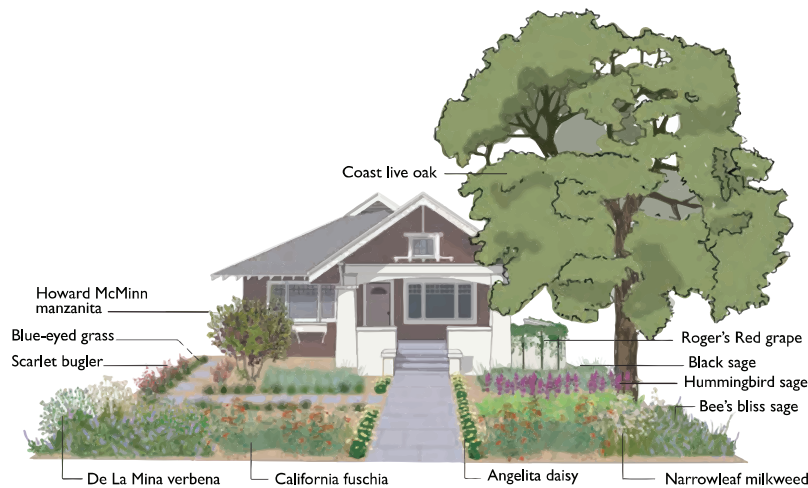 Coast live oak
Howard McMinn
manzanita
Blue-eyed grass
Scarlet bugler
Roger's Red grape
Black sage
Hummingbird sage
Bee's bliss sage
De La Mina verbena
California fuschia
Angelita daisy
Narrowleaf milkweed